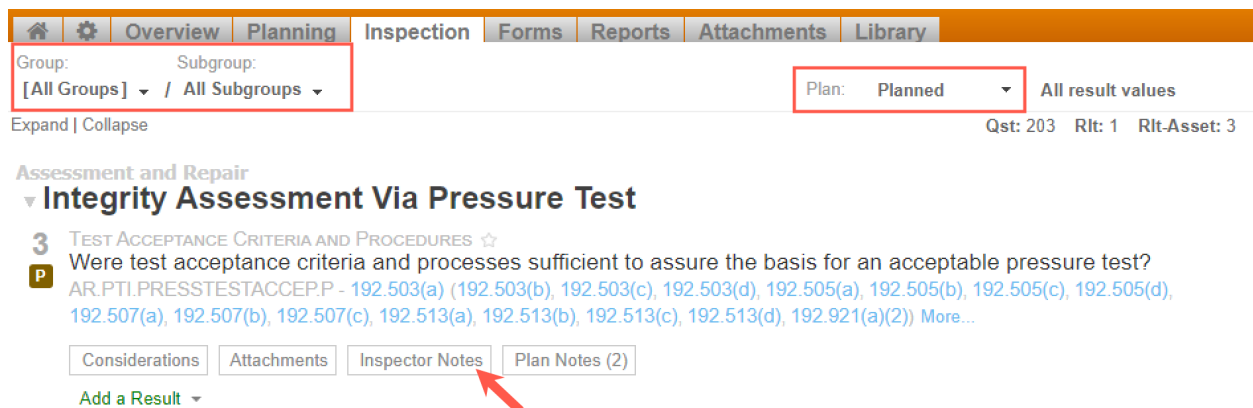 Overview Planning Inspection Forms Reports Attachments Library
Group: Subgroup:
[All Groups] / All Subgroups
Plan: Planned All result values
Expand | Collapse
Qst: 203 Rlt: 1 Rlt-Asset: 3
Assessment and Repair
Integrity Assessment Via Pressure Test
3 TEST ACCEPTANCE CRITERIA AND PROCEDURES
P Were test acceptance criteria and processes sufficient to assure the basis for an acceptable pressure test?
AR.PTI.PRESSTESTACCEP.P - 192.503(a) (192.503(b), 192.503(c), 192.503(d), 192.505(a), 192.505(b), 192.505(c), 192.505(d),
192.507(a), 192.507(b), 192.507(c), 192.513(a), 192.513(b), 192.513(c), 192.513(d), 192.921(a)(2)) More...
Considerations Attachments Inspector Notes Plan Notes (2)
Add a Result